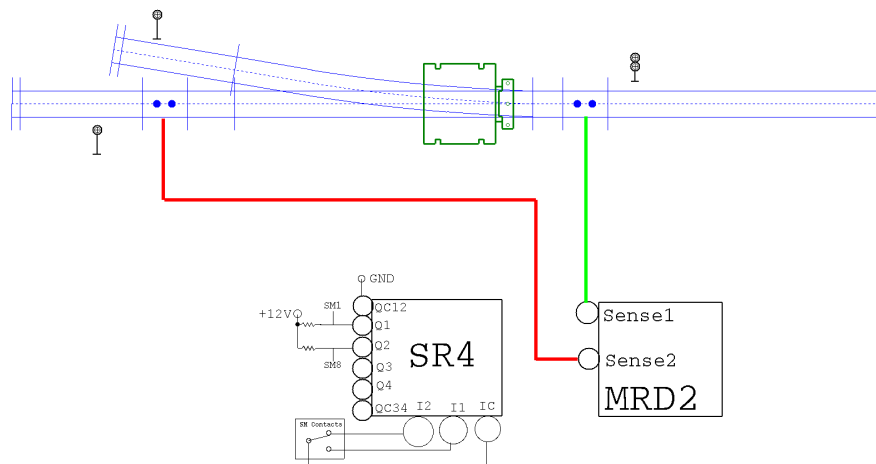 GND
+12V
SM1
QC12
Q1
SR4
Q2
SM8
Q3
Q4
QC34
I2
I1
IC
SM Contacts
Sense1
Sense2
MRD2